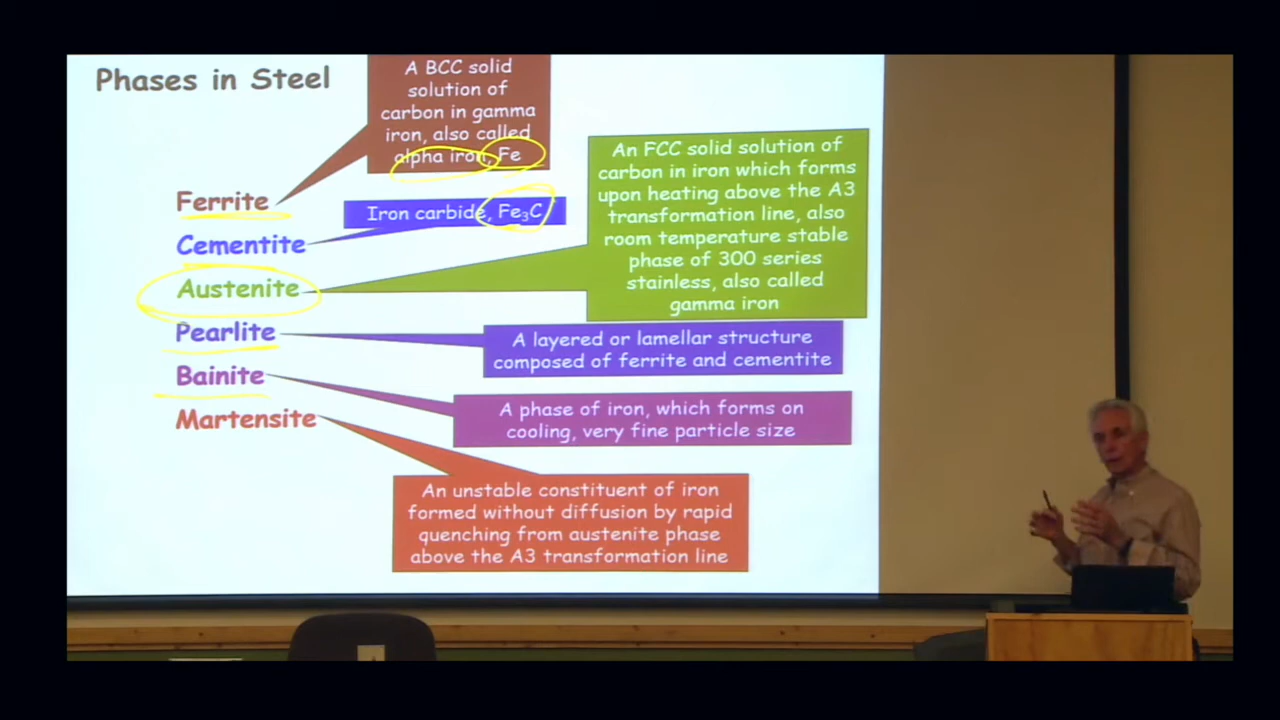 Phases in Steel
A BCC solid
solution of
carbon in gamma
iron, also called
alpha iron, Fe
Ferrite
Iron carbide, Fe₃C
Cementite
An FCC solid solution of
carbon in iron which forms
upon heating above the A3
transformation line, also
room temperature stable
phase of 300 series
stainless, also called
gamma iron
Austenite
Pearlite
A layered or lamellar structure
composed of ferrite and cementite
Bainite
A phase of iron, which forms on
cooling, very fine particle size
Martensite
An unstable constituent of iron
formed without diffusion by rapid
quenching from austenite phase
above the A3 transformation line